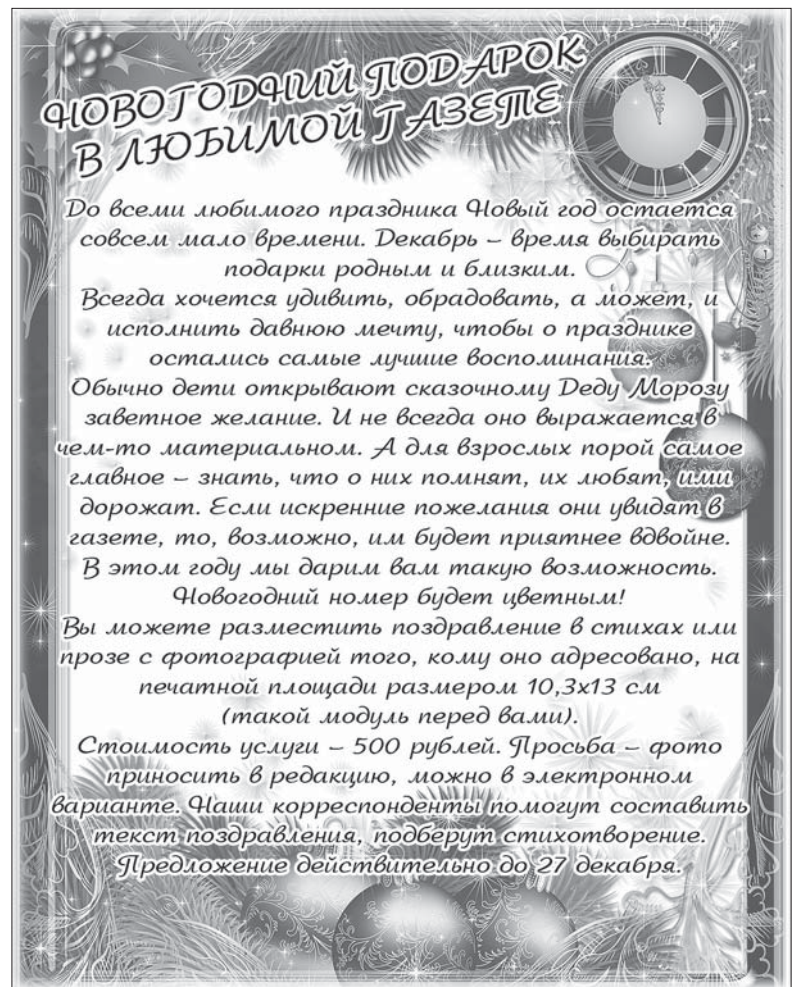 НОВОГОДНИЙ ПОДАРОК
В ЛЮБИМОЙ ГАЗЕТЕ
До всеми любимого праздника Новый год остается
совсем мало времени. Декабрь – время выбирать
подарки родным и близким.
Всегда хочется удивить, обрадовать, а может, и
исполнить давнюю мечту, чтобы о празднике
остались самые лучшие воспоминания.
Обычно дети открывают сказочному Деду Морозу
заветное желание. И не всегда оно выражается в
чем-то материальном. А для взрослых порой самое
главное – знать, что о них помнят, их любят, ими
дорожат. Если искренние пожелания они увидят в
газете, то, возможно, им будет приятнее вдвойне.
В этом году мы дарим вам такую возможность.
Новогодний номер будет цветным!
Вы можете разместить поздравление в стихах или
прозе с фотографией того, кому оно адресовано, на
печатной площади размером 10,3х13 см
(такой модуль перед вами).
Стоимость услуги – 500 рублей. Просьба – фото
приносить в редакцию, можно в электронном
варианте. Наши корреспонденты помогут составить
текст поздравления, подберут стихотворение.
Предложение действительно до 27 декабря.